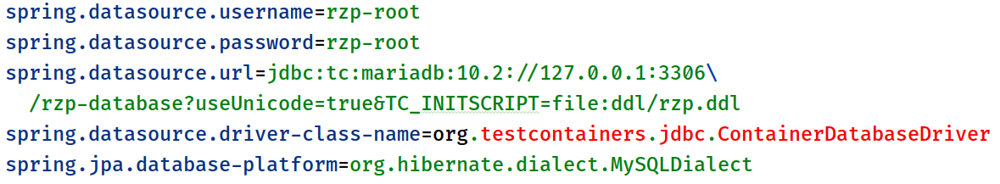 spring.datasource.username=rzp-root
spring.datasource.password=rzp-root
spring.datasource.url=jdbc:tc:mariadb:10.2://127.0.0.1:3306\
  /rzp-database?useUnicode=true&TC_INITSCRIPT=file:ddl/rzp.ddl
spring.datasource.driver-class-name=org.testcontainers.jdbc.ContainerDatabaseDriver
spring.jpa.database-platform=org.hibernate.dialect.MySQLDialect